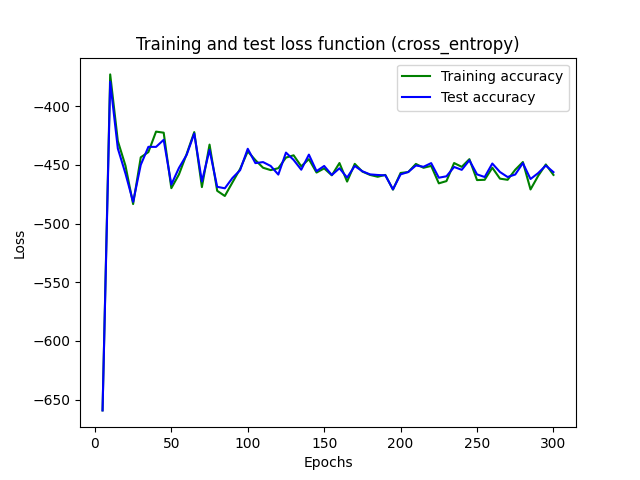 Training and test loss function (cross_entropy)
Training accuracy
Test accuracy
−400
−450
−500
−550
−600
−650
Loss
0 50 100 150 200 250 300
Epochs